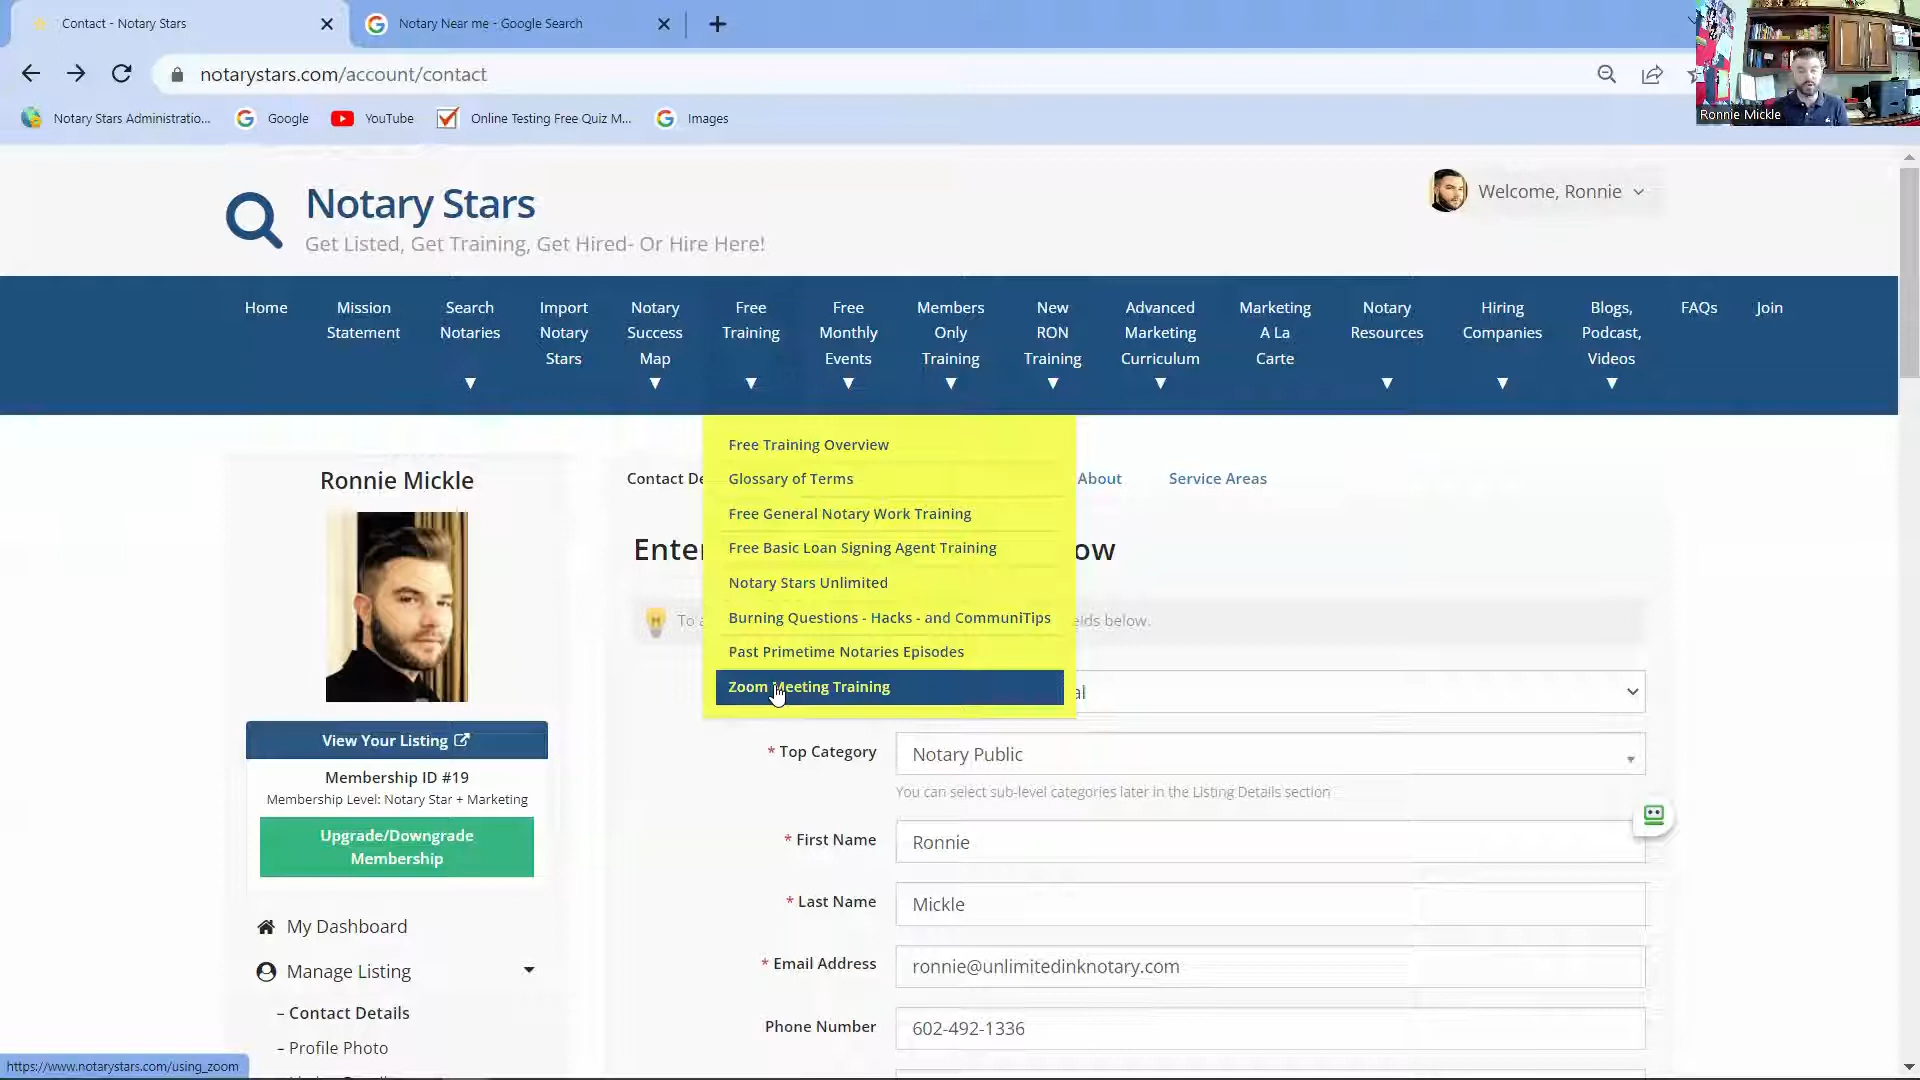 Contact - Notary Stars
Notary Near me - Google Search
notarystars.com/account/contact
Notary Stars Administratio...
Google
YouTube
Online Testing Free Quiz M...
Images
Ronnie Mickle
Notary Stars
Get Listed, Get Training, Get Hired- Or Hire Here!
Welcome, Ronnie
Home
Mission
Statement
Search
Notaries
Import
Notary
Stars
Notary
Success
Map
Free
Training
Free
Monthly
Events
Members
Only
Training
New
RON
Training
Advanced
Marketing
Curriculum
Marketing
A La
Carte
Notary
Resources
Hiring
Companies
Blogs,
Podcast,
Videos
FAQs
Join
Free Training Overview
Glossary of Terms
Free General Notary Work Training
Free Basic Loan Signing Agent Training
Notary Stars Unlimited
Burning Questions - Hacks - and CommuniTips
Past Primetime Notaries Episodes
Zoom Meeting Training
Ronnie Mickle
View Your Listing
Membership ID #19
Membership Level: Notary Star + Marketing
Upgrade/Downgrade
Membership
My Dashboard
Manage Listing
– Contact Details
– Profile Photo
Contact De
About
Service Areas
Ente
ow
To a
elds below.
al
* Top Category
Notary Public
You can select sub-level categories later in the Listing Details section
* First Name
Ronnie
* Last Name
Mickle
* Email Address
ronnie@unlimitedinknotary.com
Phone Number
602-492-1336
https://www.notarystars.com/using_zoom